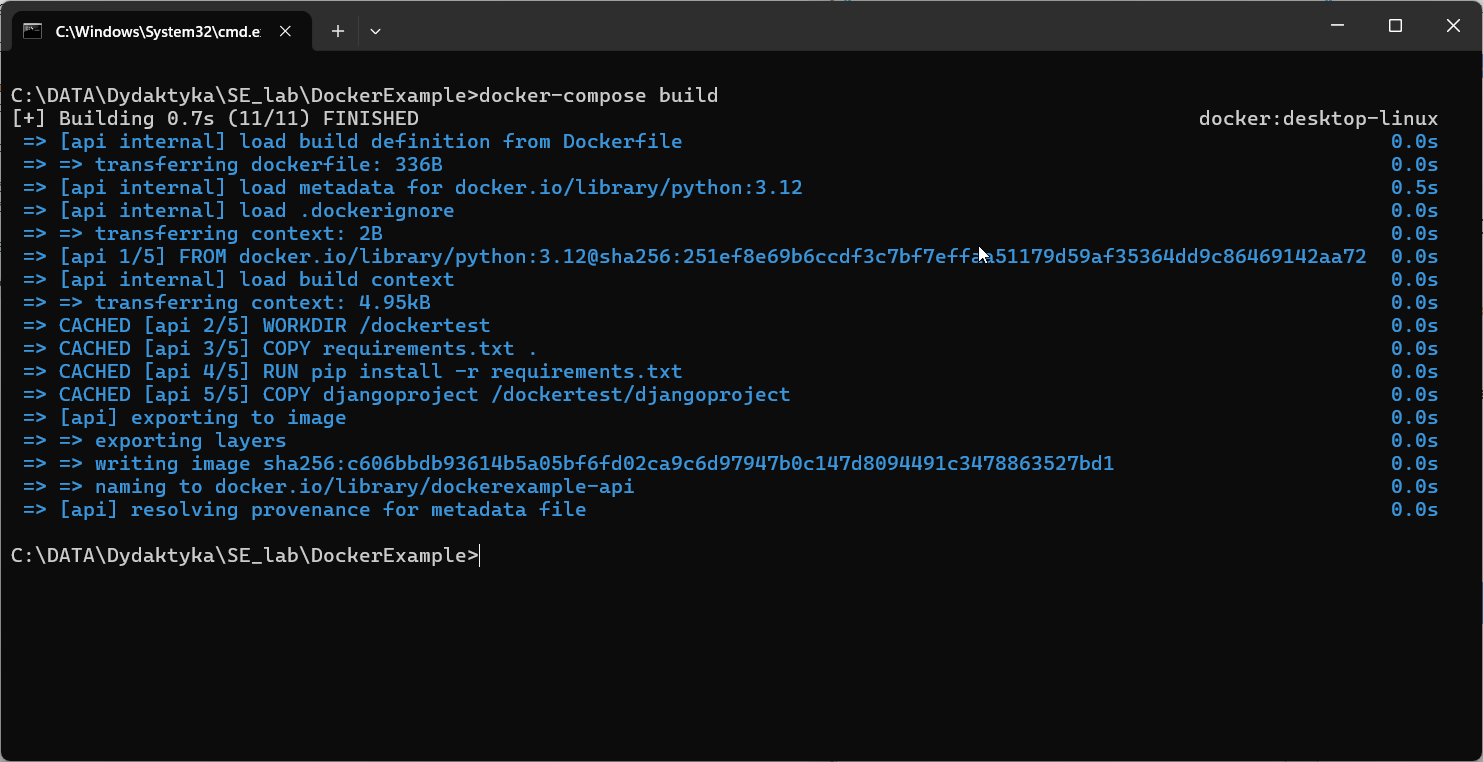 C:\Windows\System32\cmd.e
C:\DATA\Dydaktyka\SE_lab\DockerExample>docker-compose build
[+] Building 0.7s (11/11) FINISHED docker:desktop-linux
=> [api internal] load build definition from Dockerfile 0.0s
=> => transferring dockerfile: 336B 0.0s
=> [api internal] load metadata for docker.io/library/python:3.12 0.5s
=> [api internal] load .dockerignore 0.0s
=> => transferring context: 2B 0.0s
=> [api 1/5] FROM docker.io/library/python:3.12@sha256:251ef8e69b6ccdf3c7bf7effaa51179d59af35364dd9c86469142aa72 0.0s
=> [api internal] load build context 0.0s
=> => transferring context: 4.95kB 0.0s
=> CACHED [api 2/5] WORKDIR /dockertest 0.0s
=> CACHED [api 3/5] COPY requirements.txt . 0.0s
=> CACHED [api 4/5] RUN pip install -r requirements.txt 0.0s
=> CACHED [api 5/5] COPY djangoproject /dockertest/djangoproject 0.0s
=> [api] exporting to image 0.0s
=> => exporting layers 0.0s
=> => writing image sha256:c606bbdb93614b5a05bf6fd02ca9c6d97947b0c147d8094491c3478863527bd1 0.0s
=> => naming to docker.io/library/dockerexample-api 0.0s
=> [api] resolving provenance for metadata file 0.0s
C:\DATA\Dydaktyka\SE_lab\DockerExample>